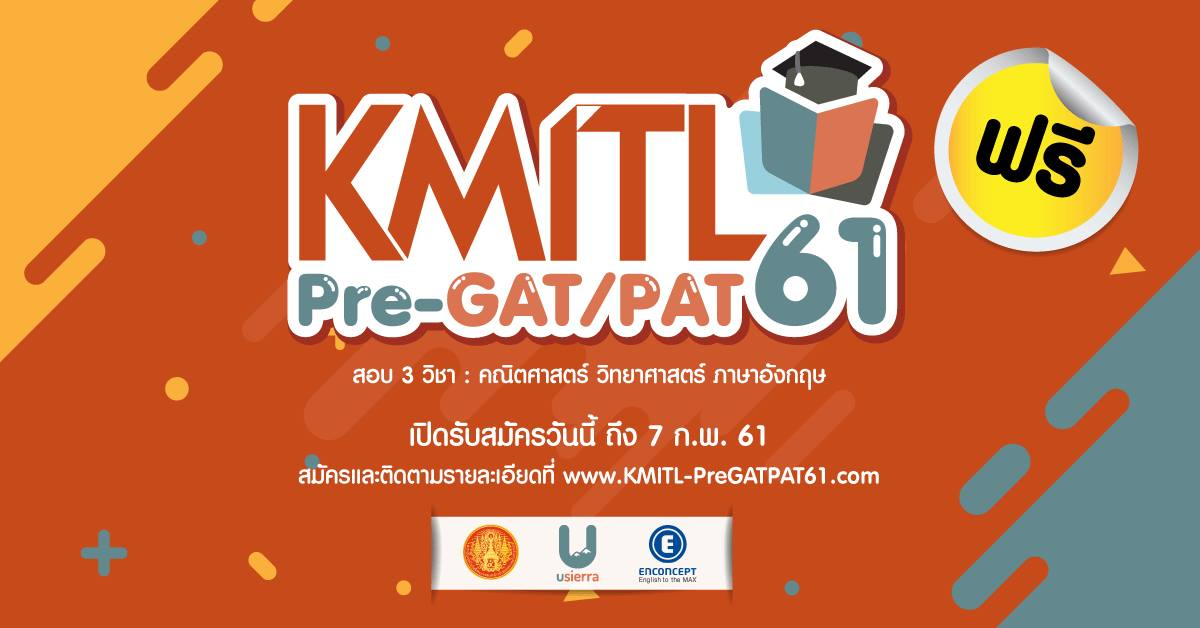 KMITL
ฟรี
Pre-GAT/PAT 61
สอบ 3 วิชา : คณิตศาสตร์ วิทยาศาสตร์ ภาษาอังกฤษ
เปิดรับสมัครวันนี้ ถึง 7 ก.พ. 61
สมัครและติดตามรายละเอียดที่ www.KMITL-PreGATPAT61.com
usierra
E
ENCONCEPT
English to the MAX